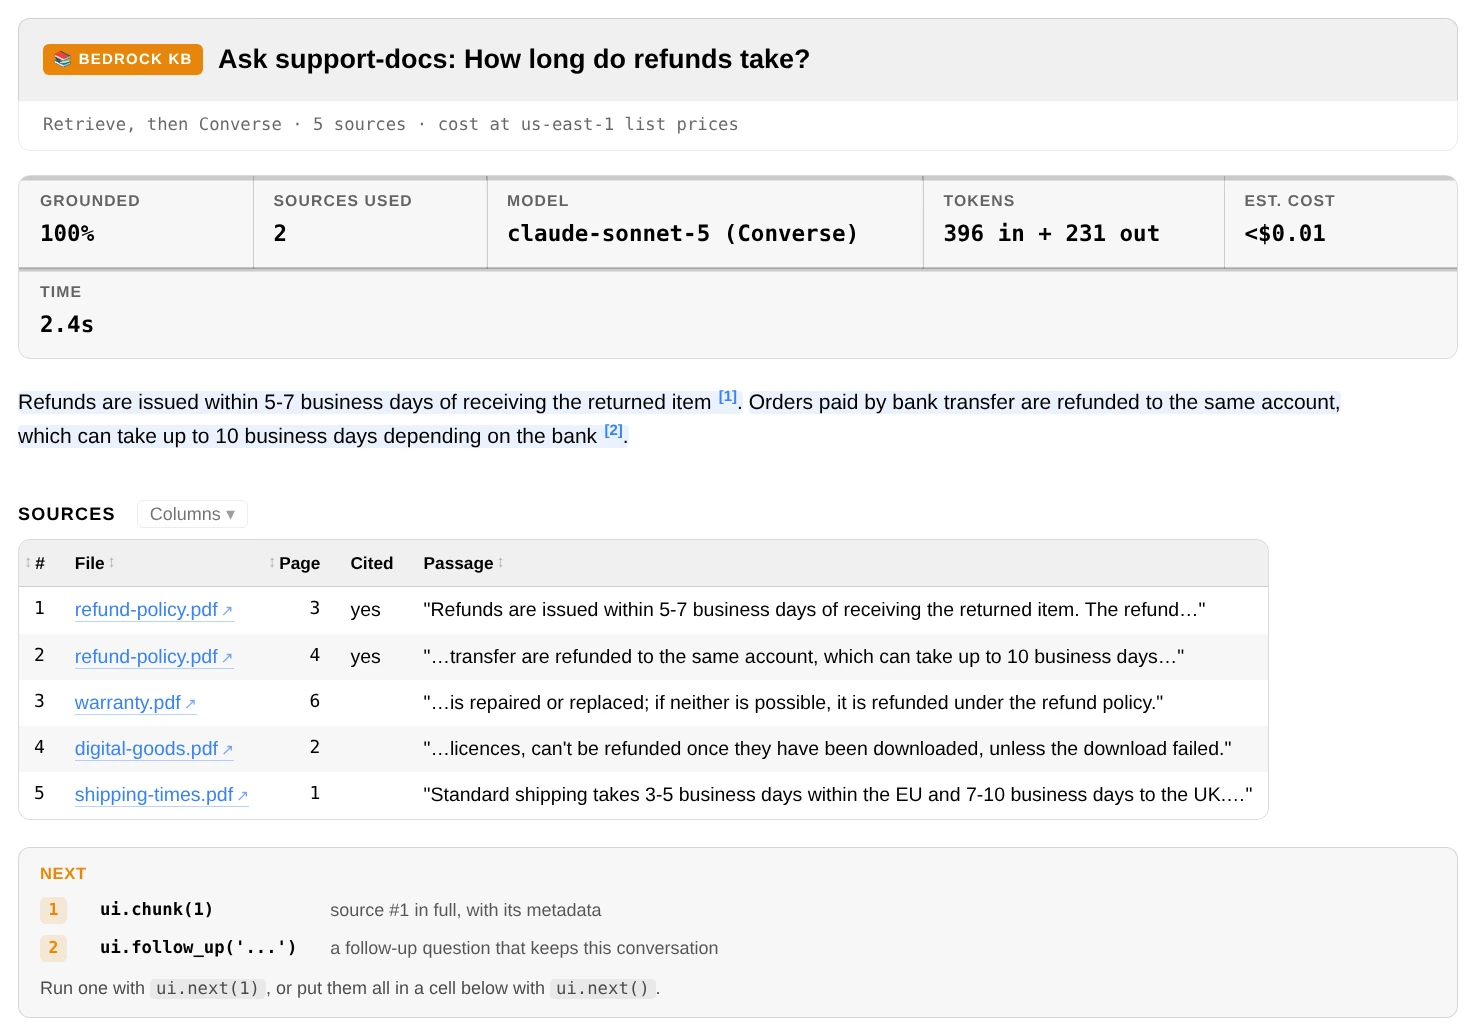 📚 BEDROCK KB Ask support-docs: How long do refunds take?
Retrieve, then Converse · 5 sources · cost at us-east-1 list prices
GROUNDED SOURCES USED MODEL TOKENS EST. COST
100% 2 claude-sonnet-5 (Converse) 396 in + 231 out <$0.01
TIME
2.4s
Refunds are issued within 5-7 business days of receiving the returned item [1]. Orders paid by bank transfer are refunded to the same account,
which can take up to 10 business days depending on the bank [2].
SOURCES Columns ▾
↕ # File ↕ ↕ Page Cited Passage ↕
1 refund-policy.pdf ↗ 3 yes "Refunds are issued within 5-7 business days of receiving the returned item. The refund…"
2 refund-policy.pdf ↗ 4 yes "…transfer are refunded to the same account, which can take up to 10 business days…"
3 warranty.pdf ↗ 6 "…is repaired or replaced; if neither is possible, it is refunded under the refund policy."
4 digital-goods.pdf ↗ 2 "…licences, can't be refunded once they have been downloaded, unless the download failed."
5 shipping-times.pdf ↗ 1 "Standard shipping takes 3-5 business days within the EU and 7-10 business days to the UK.…"
NEXT
1 ui.chunk(1) source #1 in full, with its metadata
2 ui.follow_up('...') a follow-up question that keeps this conversation
Run one with ui.next(1), or put them all in a cell below with ui.next().